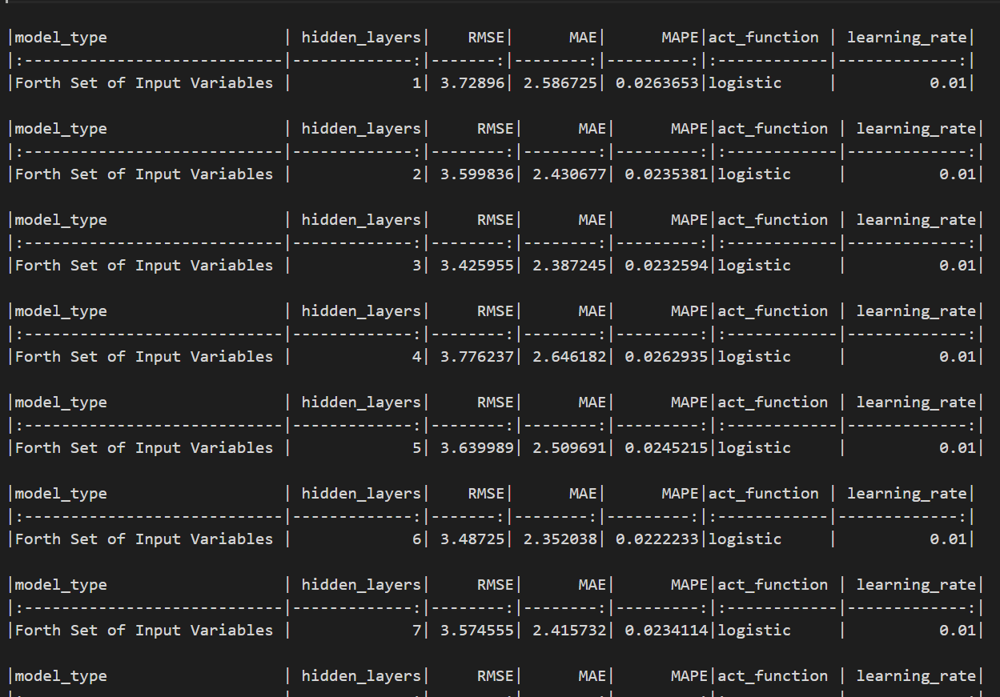 |model_type                   | hidden_layers|    RMSE|      MAE|      MAPE|act_function | learning_rate|
|:----------------------------|-------------:|-------:|--------:|---------:|:------------|-------------:|
|Forth Set of Input Variables |             1| 3.72896| 2.586725| 0.0263653|logistic     |          0.01|
|model_type                   | hidden_layers|     RMSE|      MAE|      MAPE|act_function | learning_rate|
|:----------------------------|-------------:|--------:|--------:|---------:|:------------|-------------:|
|Forth Set of Input Variables |             2| 3.599836| 2.430677| 0.0235381|logistic     |          0.01|
|model_type                   | hidden_layers|     RMSE|      MAE|      MAPE|act_function | learning_rate|
|:----------------------------|-------------:|--------:|--------:|---------:|:------------|-------------:|
|Forth Set of Input Variables |             3| 3.425955| 2.387245| 0.0232594|logistic     |          0.01|
|model_type                   | hidden_layers|     RMSE|      MAE|      MAPE|act_function | learning_rate|
|:----------------------------|-------------:|--------:|--------:|---------:|:------------|-------------:|
|Forth Set of Input Variables |             4| 3.776237| 2.646182| 0.0262935|logistic     |          0.01|
|model_type                   | hidden_layers|     RMSE|      MAE|      MAPE|act_function | learning_rate|
|:----------------------------|-------------:|--------:|--------:|---------:|:------------|-------------:|
|Forth Set of Input Variables |             5| 3.639989| 2.509691| 0.0245215|logistic     |          0.01|
|model_type                   | hidden_layers|    RMSE|      MAE|      MAPE|act_function | learning_rate|
|:----------------------------|-------------:|-------:|--------:|---------:|:------------|-------------:|
|Forth Set of Input Variables |             6| 3.48725| 2.352038| 0.0222233|logistic     |          0.01|
|model_type                   | hidden_layers|     RMSE|      MAE|      MAPE|act_function | learning_rate|
|:----------------------------|-------------:|--------:|--------:|---------:|:------------|-------------:|
|Forth Set of Input Variables |             7| 3.574555| 2.415732| 0.0234114|logistic     |          0.01|
|model_type                   | hidden_layers|     RMSE|      MAE|      MAPE|act_function | learning_rate|